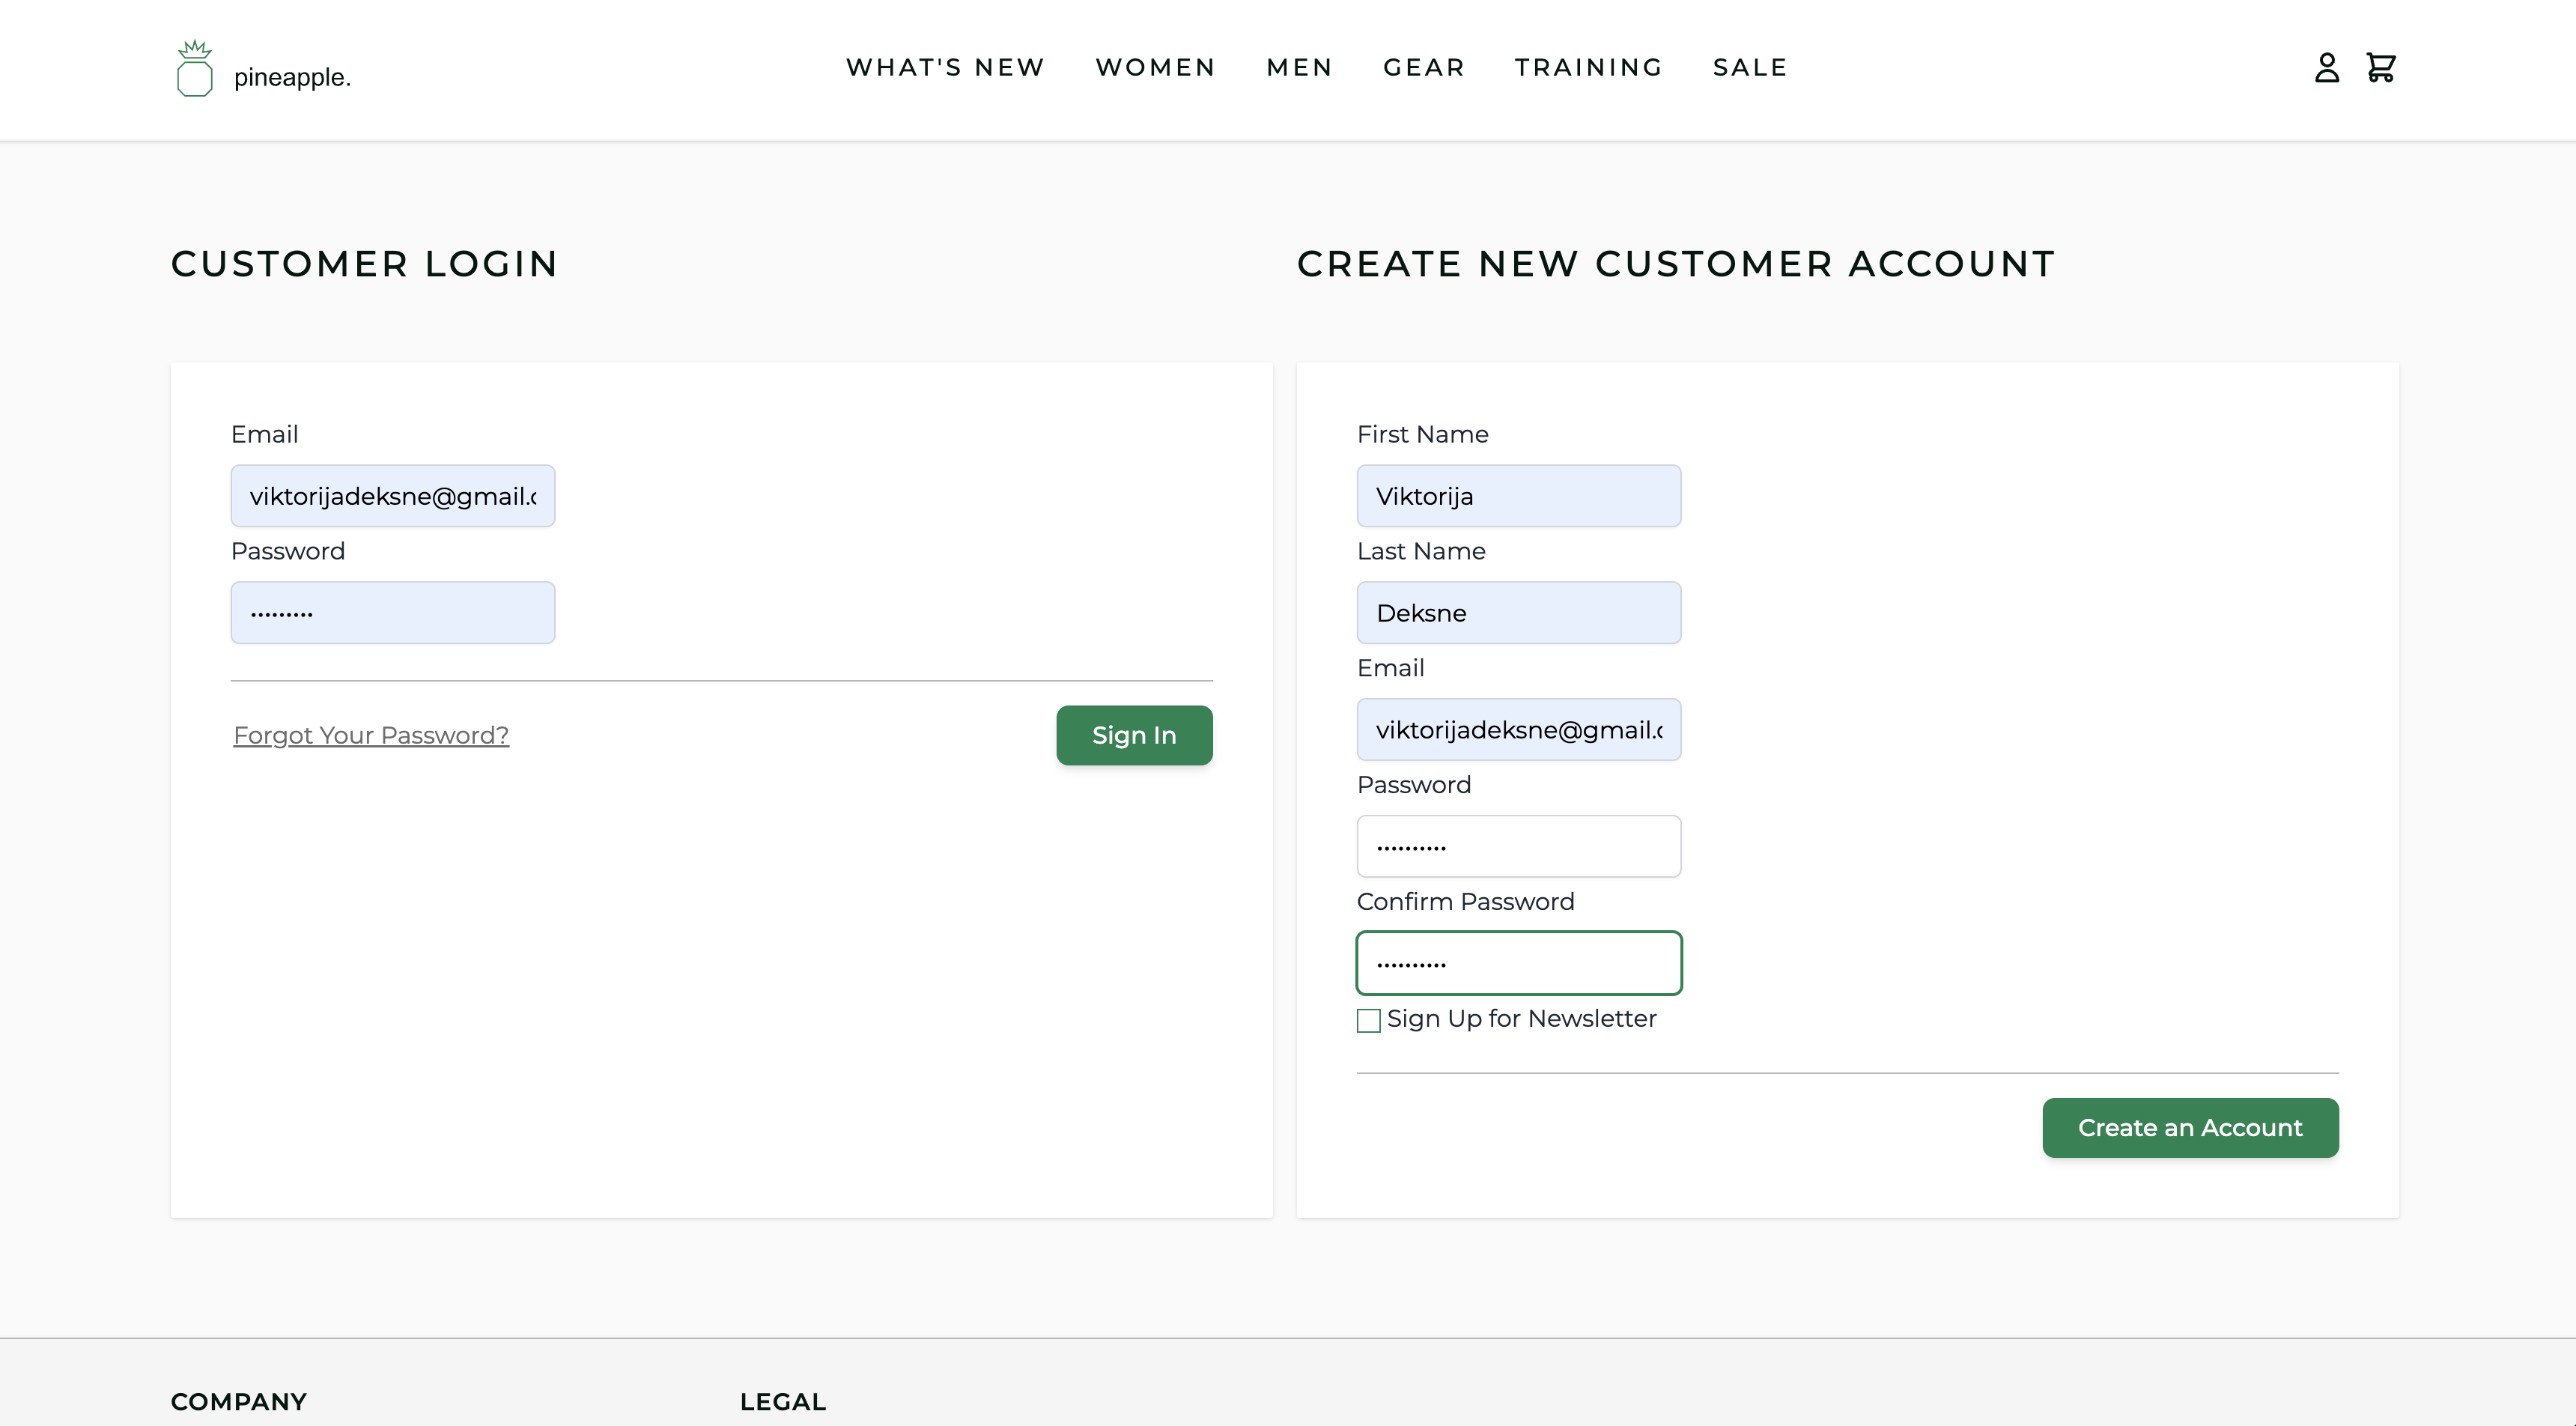 pineapple.
WHAT'S NEW WOMEN MEN GEAR TRAINING SALE
CUSTOMER LOGIN
Email
viktorijadeksne@gmail.c
Password
•••••••••
Forgot Your Password?
Sign In
CREATE NEW CUSTOMER ACCOUNT
First Name
Viktorija
Last Name
Deksne
Email
viktorijadeksne@gmail.c
Password
••••••••••
Confirm Password
••••••••••
Sign Up for Newsletter
Create an Account
COMPANY
LEGAL